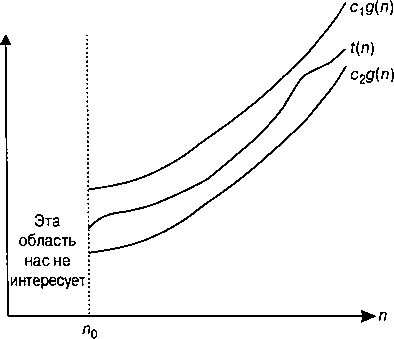 c₁g(n)
t(n)
c₂g(n)
Эта
область
нас не
интересует
n₀
n